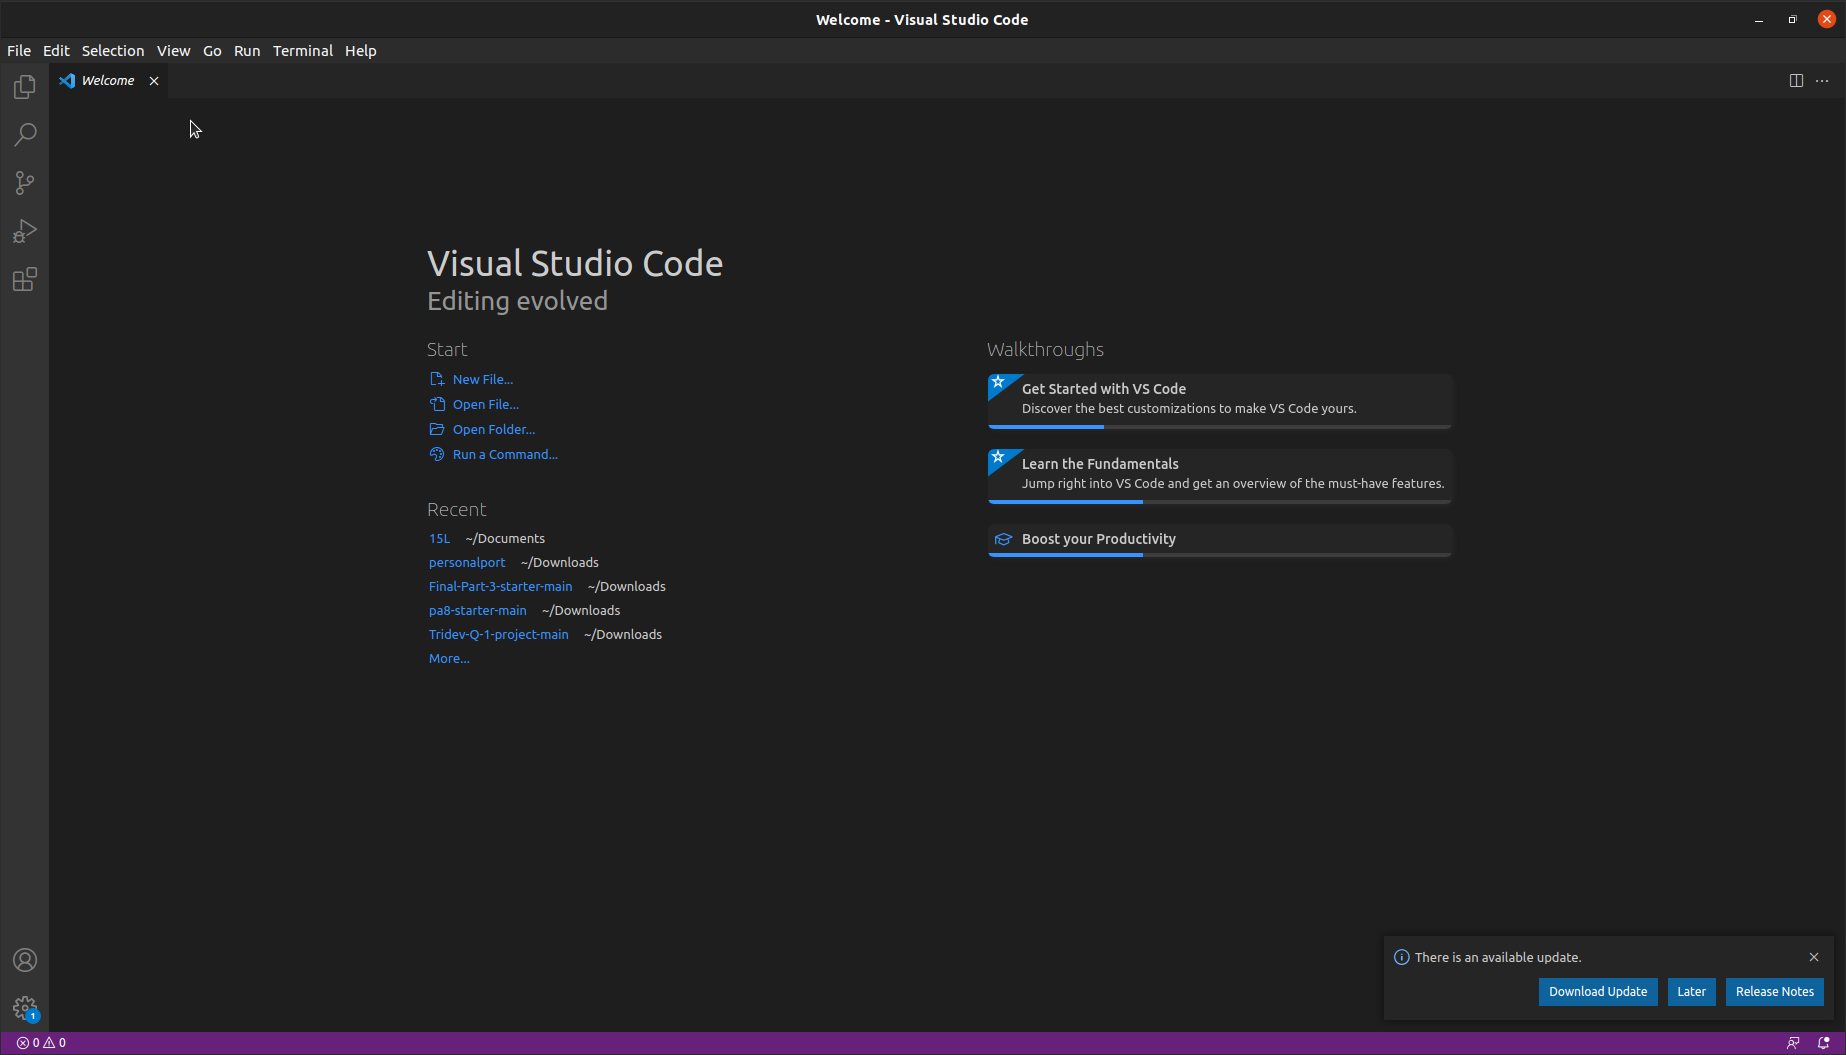 Welcome - Visual Studio Code
File Edit Selection View Go Run Terminal Help
Welcome
Visual Studio Code
Editing evolved
Start
New File...
Open File...
Open Folder...
Run a Command...
Recent
15L ~/Documents
personalport ~/Downloads
Final-Part-3-starter-main ~/Downloads
pa8-starter-main ~/Downloads
Tridev-Q-1-project-main ~/Downloads
More...
Walkthroughs
Get Started with VS Code
Discover the best customizations to make VS Code yours.
Learn the Fundamentals
Jump right into VS Code and get an overview of the must-have features.
Boost your Productivity
There is an available update.
Download Update Later Release Notes
1
0 0